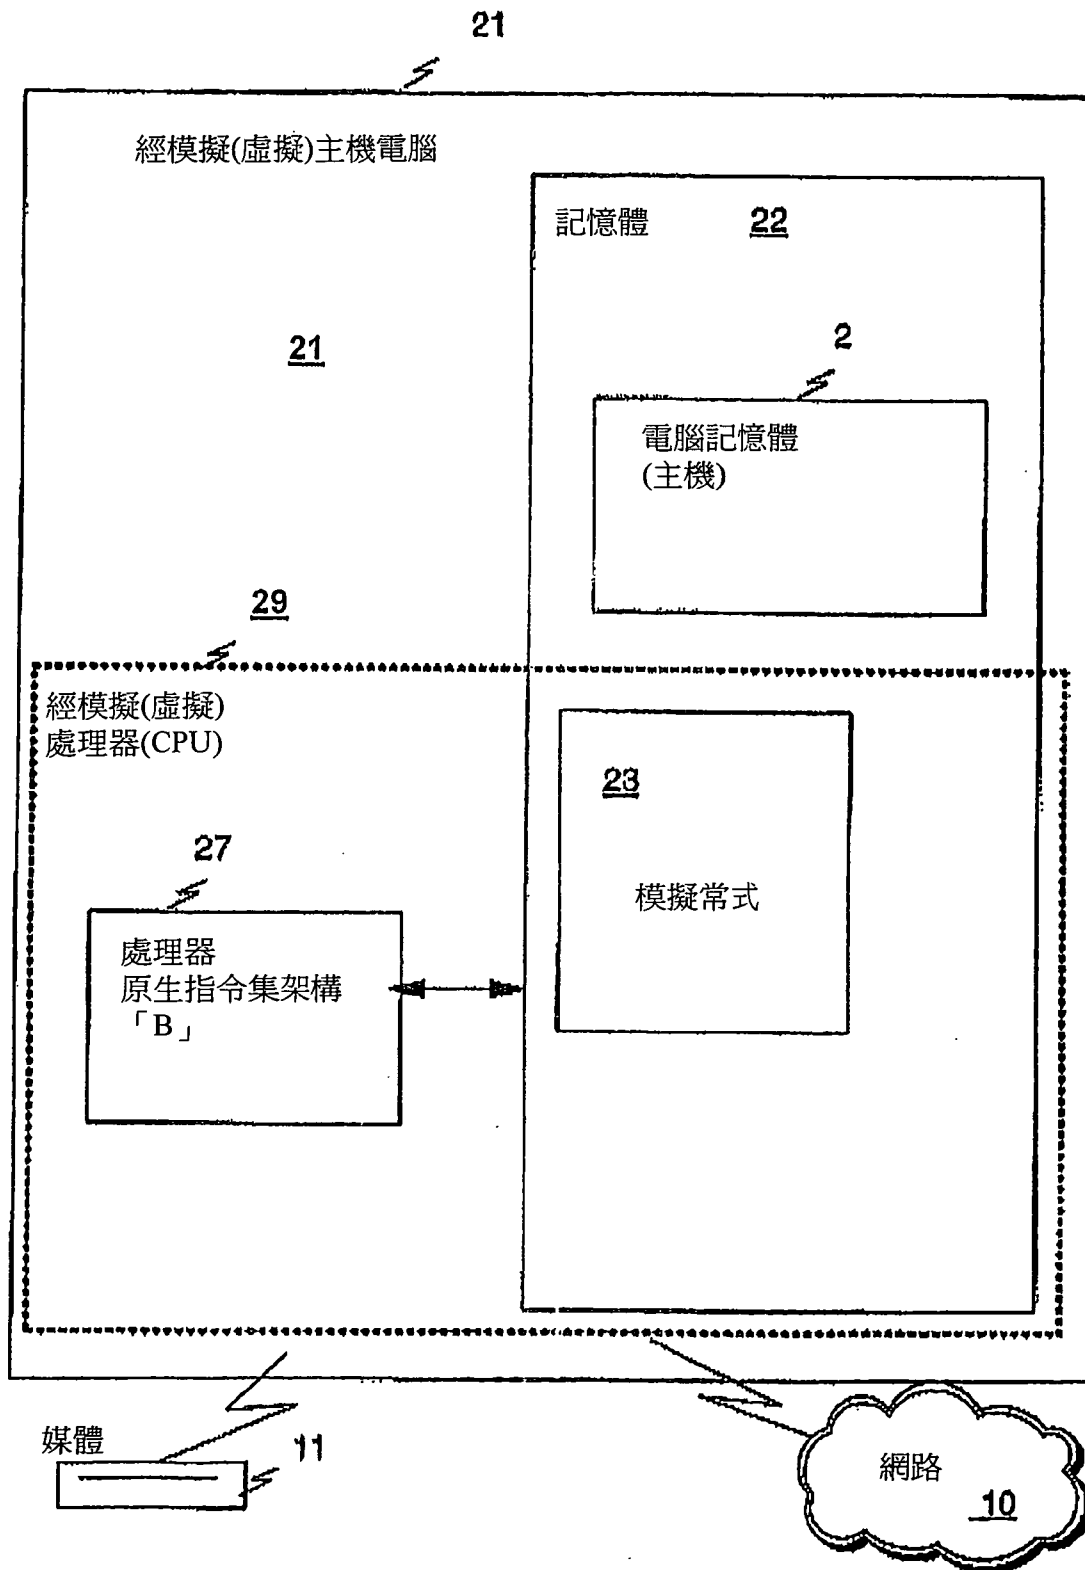 21
經模擬(虛擬)主機電腦
記憶體 22
21
2
電腦記憶體
(主機)
29
經模擬(虛擬)
處理器(CPU)
23
模擬常式
27
處理器
原生指令集架構
「B」
媒體
11
網路
10